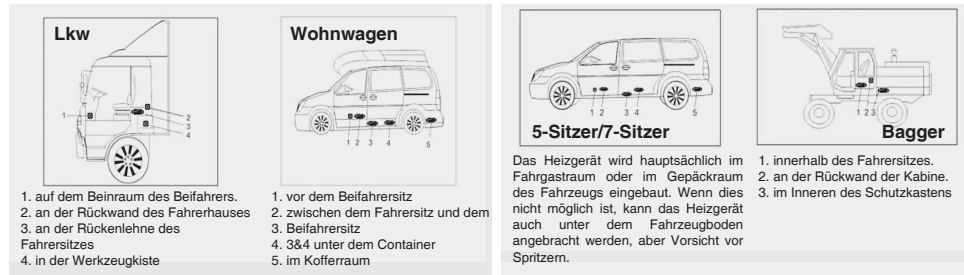 Lkw
1
2
3
4
1. auf dem Beinraum des Beifahrers.
2. an der Rückwand des Fahrerhauses
3. an der Rückenlehne des
Fahrersitzes
4. in der Werkzeugkiste
Wohnwagen
1 2 3 4 5
1. vor dem Beifahrersitz
2. zwischen dem Fahrersitz und dem
3. Beifahrersitz
4. 3&4 unter dem Container
5. im Kofferraum
1 2 3 4 5
5-Sitzer/7-Sitzer
Das Heizgerät wird hauptsächlich im
Fahrgastraum oder im Gepäckraum
des Fahrzeugs eingebaut. Wenn dies
nicht möglich ist, kann das Heizgerät
auch unter dem Fahrzeugboden
angebracht werden, aber Vorsicht vor
Spritzern.
1 2 3
Bagger
1. innerhalb des Fahrersitzes.
2. an der Rückwand der Kabine.
3. im Inneren des Schutzkastens